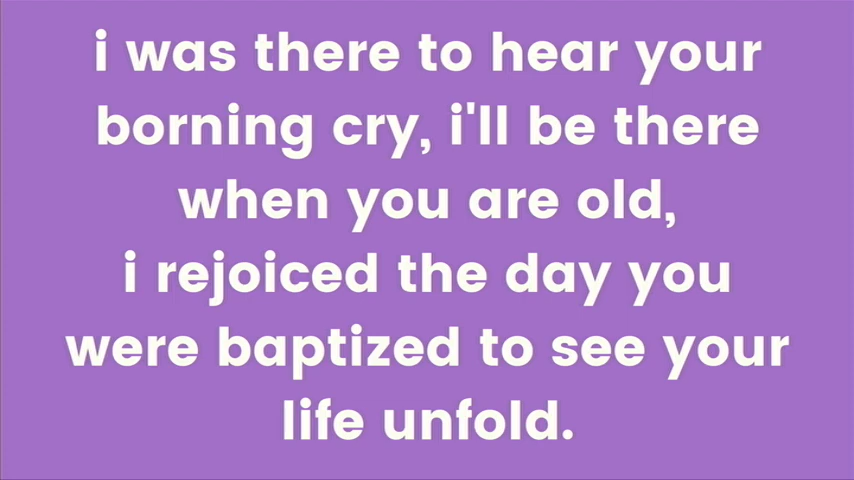 i was there to hear your
borning cry, i'll be there
when you are old,
i rejoiced the day you
were baptized to see your
life unfold.